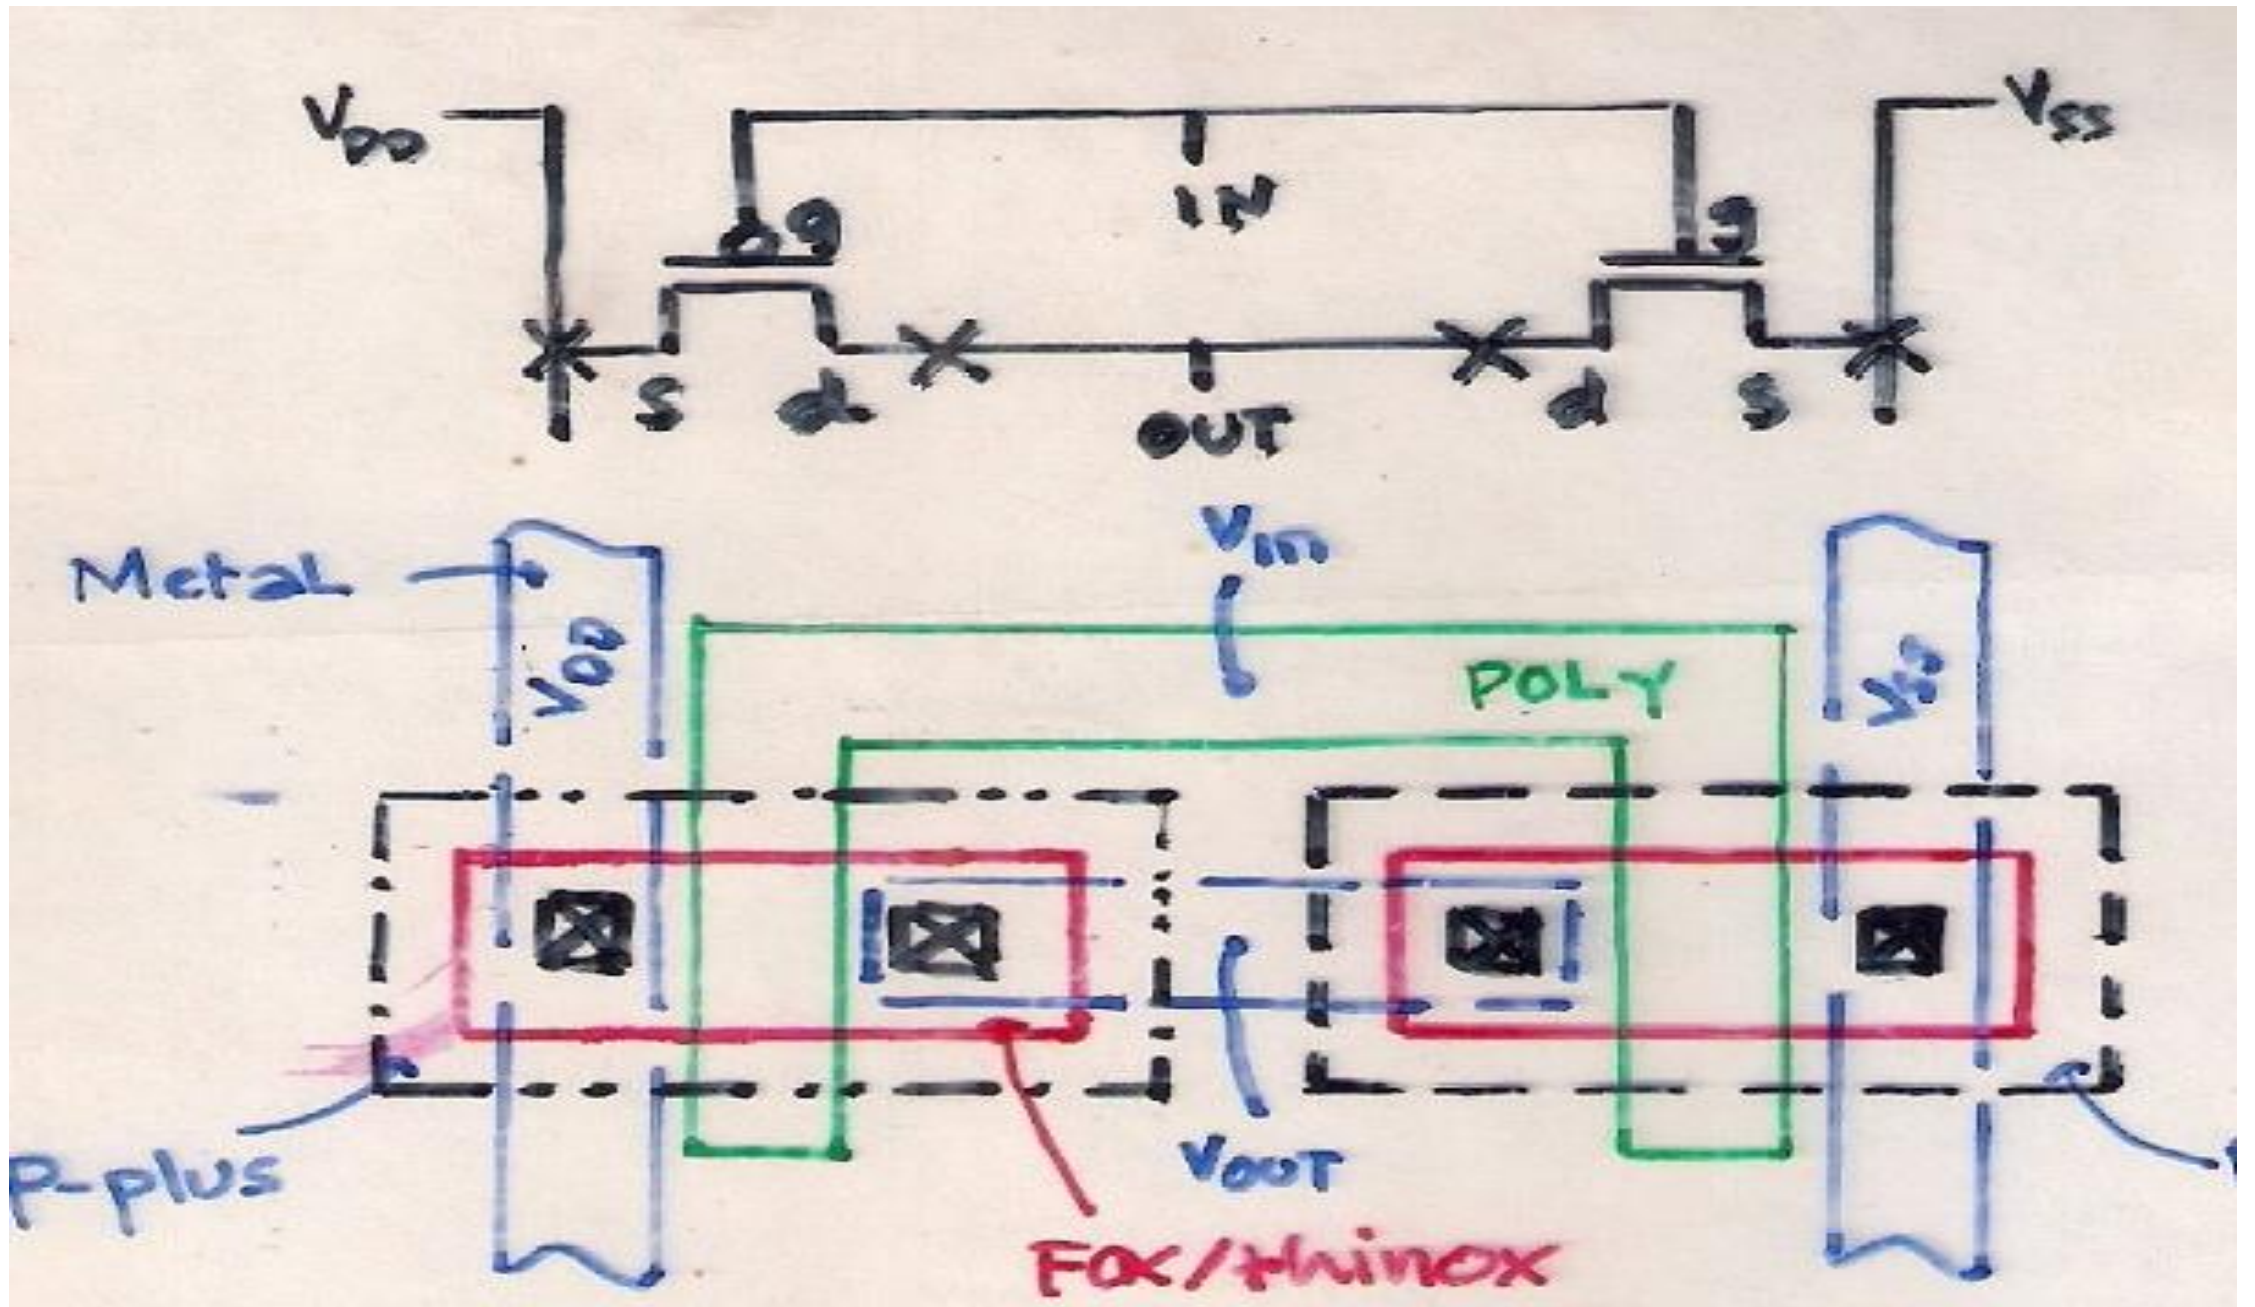 VDD
VSS
g
g
IN
s
d
OUT
d
s
Vin
Metal
VDD
POLY
VSS
P-plus
VOUT
Fox/thinox